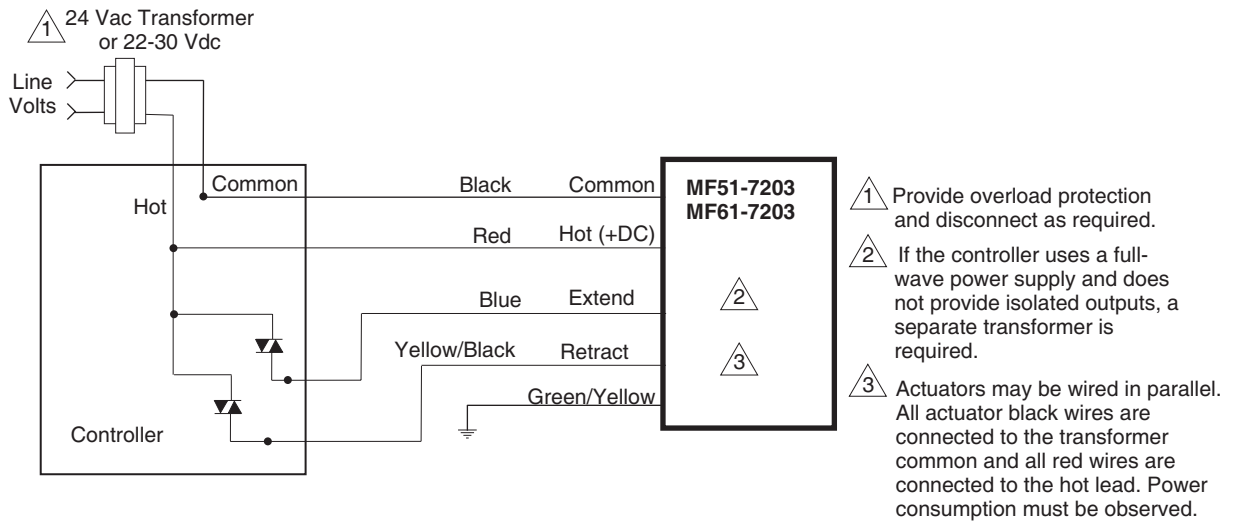 1
24 Vac Transformer
or 22-30 Vdc
Line
Volts
Common
Hot
Controller
Black
Common
Red
Hot (+DC)
Blue
Extend
Yellow/Black
Retract
Green/Yellow
MF51-7203
MF61-7203
2
3
1 Provide overload protection
and disconnect as required.
2 If the controller uses a full-
wave power supply and does
not provide isolated outputs, a
separate transformer is
required.
3 Actuators may be wired in parallel.
All actuator black wires are
connected to the transformer
common and all red wires are
connected to the hot lead. Power
consumption must be observed.